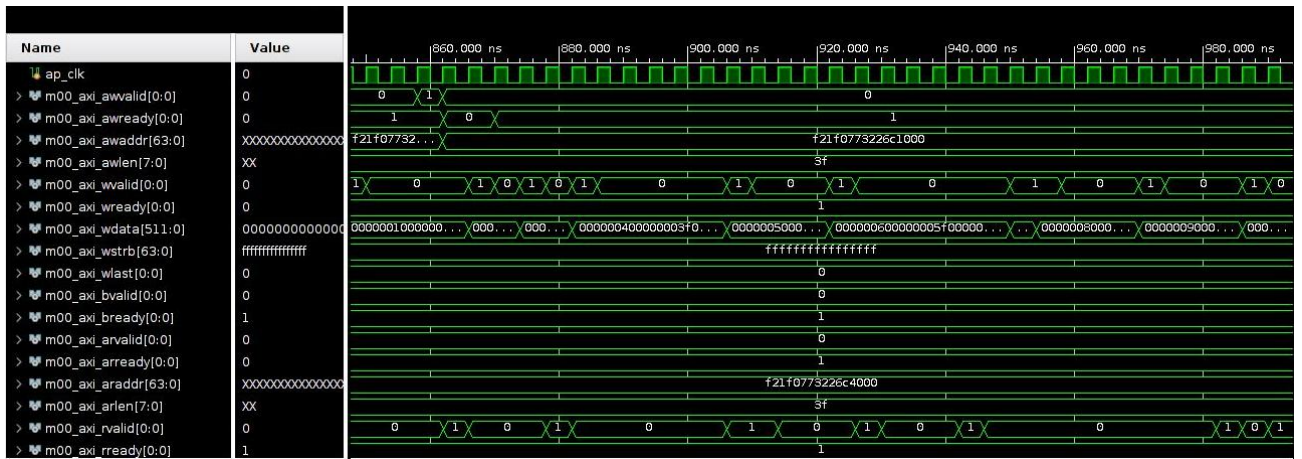 Name Value 860.000 ns 880.000 ns 900.000 ns 920.000 ns 940.000 ns 960.000 ns 980.000 ns
ap_clk 0
m00_axi_awvalid[0:0] 0 0 1 0
m00_axi_awready[0:0] 0 1 0 1
m00_axi_awaddr[63:0] XXXXXXXXXXXXXX f21f07732... f21f0773226c1000
m00_axi_awlen[7:0] XX 3f
m00_axi_wvalid[0:0] 0 1 0 1 0 1 0 1 0 1 0 1 0 1 0 1 0 1 0
m00_axi_wready[0:0] 0 1
m00_axi_wdata[511:0] 0000000000000 0000001000000... 000... 000... 000000400000003f0... 0000005000... 000000600000005f00000... ... 0000008000... 0000009000... 000...
m00_axi_wstrb[63:0] ffffffffffffffff ffffffffffffffff
m00_axi_wlast[0:0] 0 0
m00_axi_bvalid[0:0] 0 0
m00_axi_bready[0:0] 1 1
m00_axi_arvalid[0:0] 0 0
m00_axi_arready[0:0] 0 1
m00_axi_araddr[63:0] XXXXXXXXXXXXXX f21f0773226c4000
m00_axi_arlen[7:0] XX 3f
m00_axi_rvalid[0:0] 0 0 1 0 1 0 1 0 1 0 1 0 1 0 1
m00_axi_rready[0:0] 1 1